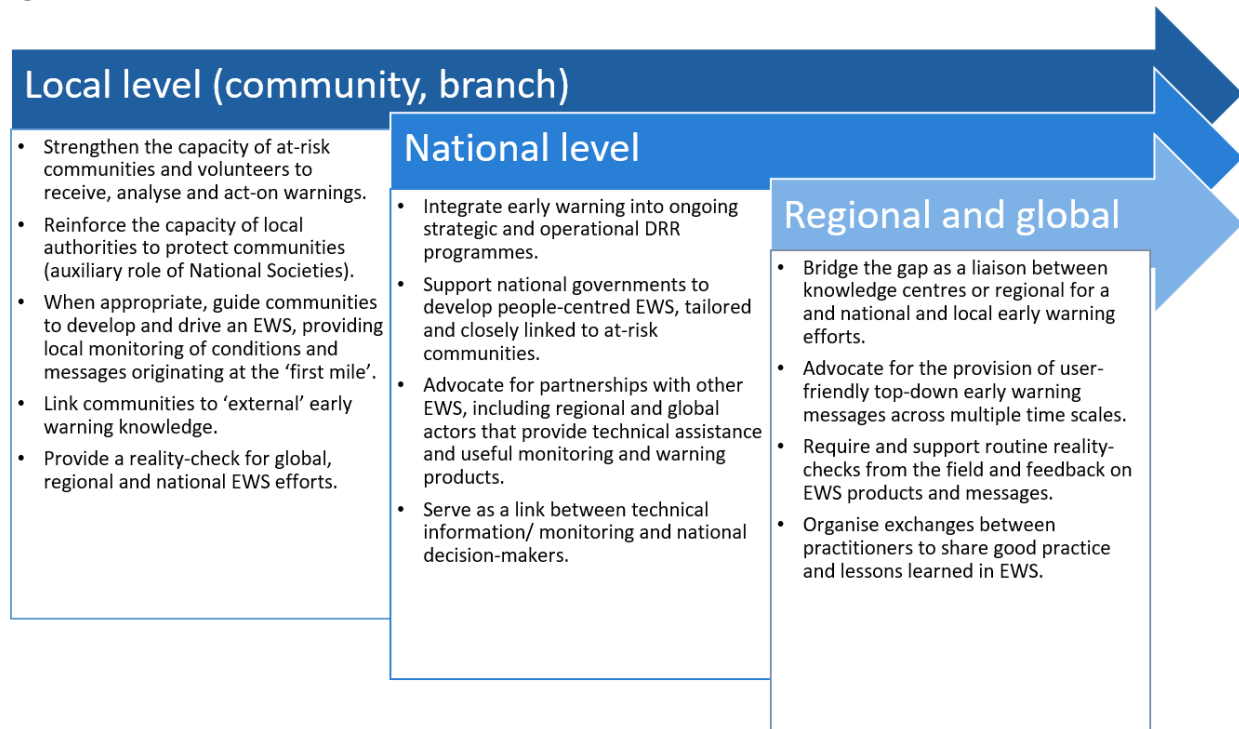 Local level (community, branch)
• Strengthen the capacity of at-risk
communities and volunteers to
receive, analyse and act-on warnings.
• Reinforce the capacity of local
authorities to protect communities
(auxiliary role of National Societies).
• When appropriate, guide communities
to develop and drive an EWS, providing
local monitoring of conditions and
messages originating at the ‘first mile’.
• Link communities to ‘external’ early
warning knowledge.
• Provide a reality-check for global,
regional and national EWS efforts.
National level
• Integrate early warning into ongoing
strategic and operational DRR
programmes.
• Support national governments to
develop people-centred EWS, tailored
and closely linked to at-risk
communities.
• Advocate for partnerships with other
EWS, including regional and global
actors that provide technical assistance
and useful monitoring and warning
products.
• Serve as a link between technical
information/ monitoring and national
decision-makers.
Regional and global
• Bridge the gap as a liaison between
knowledge centres or regional for a
and national and local early warning
efforts.
• Advocate for the provision of user-
friendly top-down early warning
messages across multiple time scales.
• Require and support routine reality-
checks from the field and feedback on
EWS products and messages.
• Organise exchanges between
practitioners to share good practice
and lessons learned in EWS.